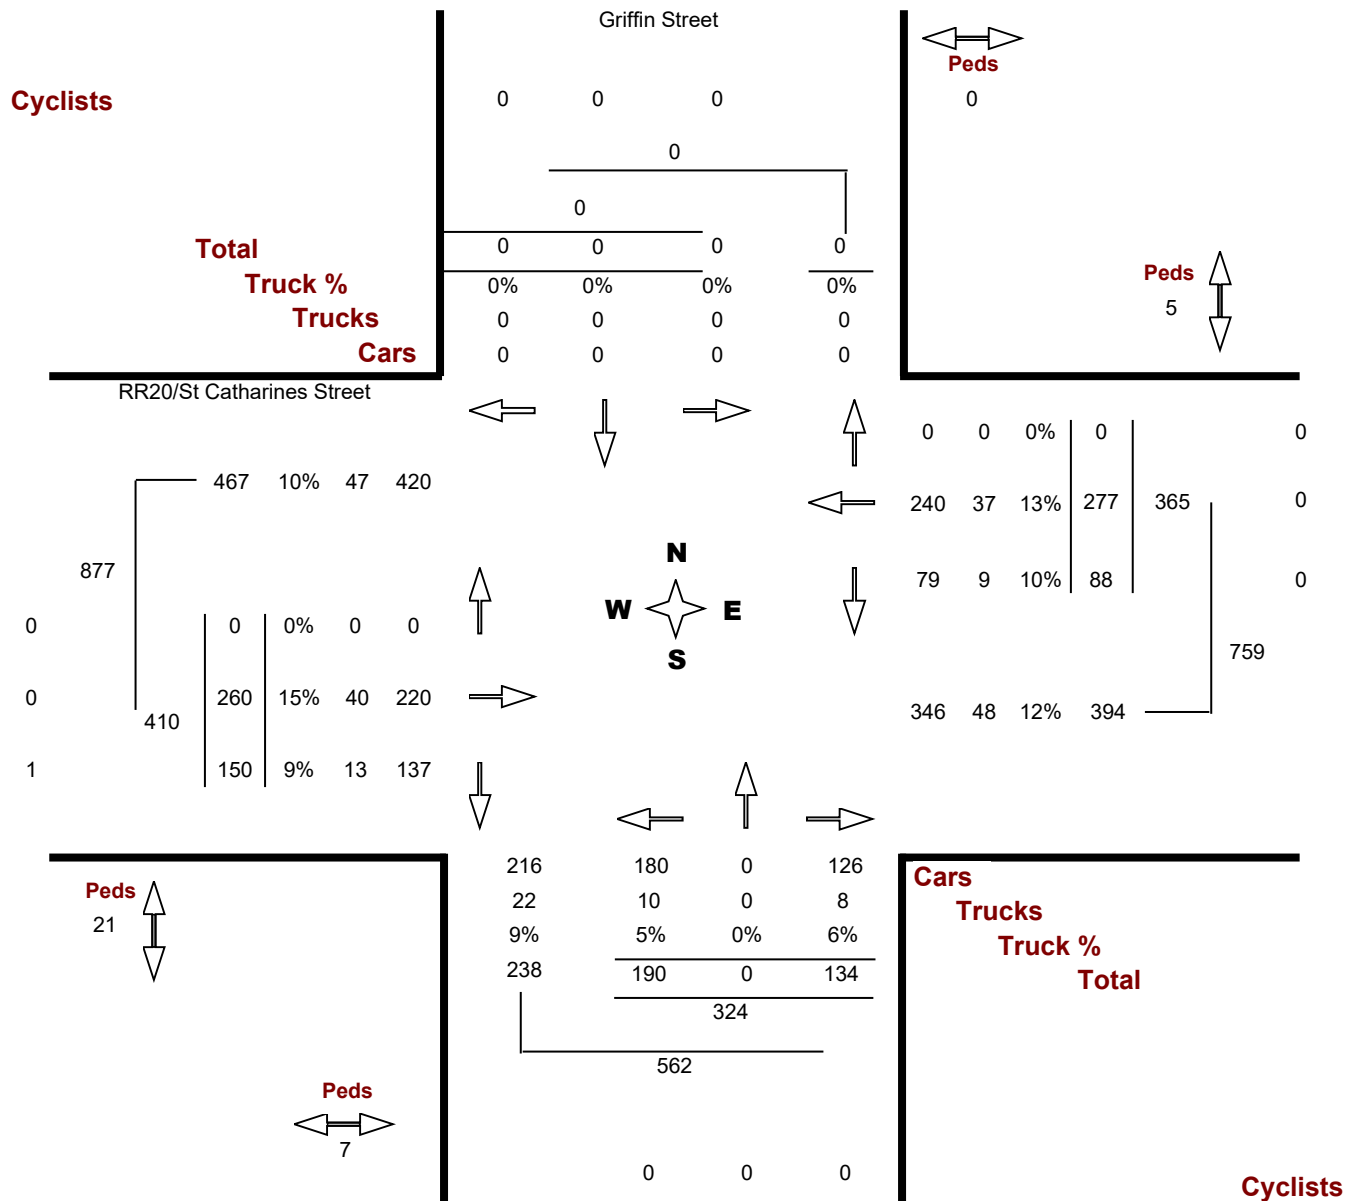 Griffin Street
Peds
Cyclists 0 0 0 0
0
0
Total 0 0 0 0
Truck % 0% 0% 0% 0%
Trucks 0 0 0 0
Cars 0 0 0 0
Peds
5
RR20/St Catharines Street
0 0 0% 0 0
467 10% 47 420
240 37 13% 277 365 0
N
877
79 9 10% 88 0
W E
0 0 0% 0 0
S
759
0 260 15% 40 220
410
346 48 12% 394
1 150 9% 13 137
216 180 0 126
Cars
Peds
21
22 10 0 8
Trucks
9% 5% 0% 6%
Truck %
238 190 0 134
Total
324
562
Peds
7
0 0 0
Cyclists